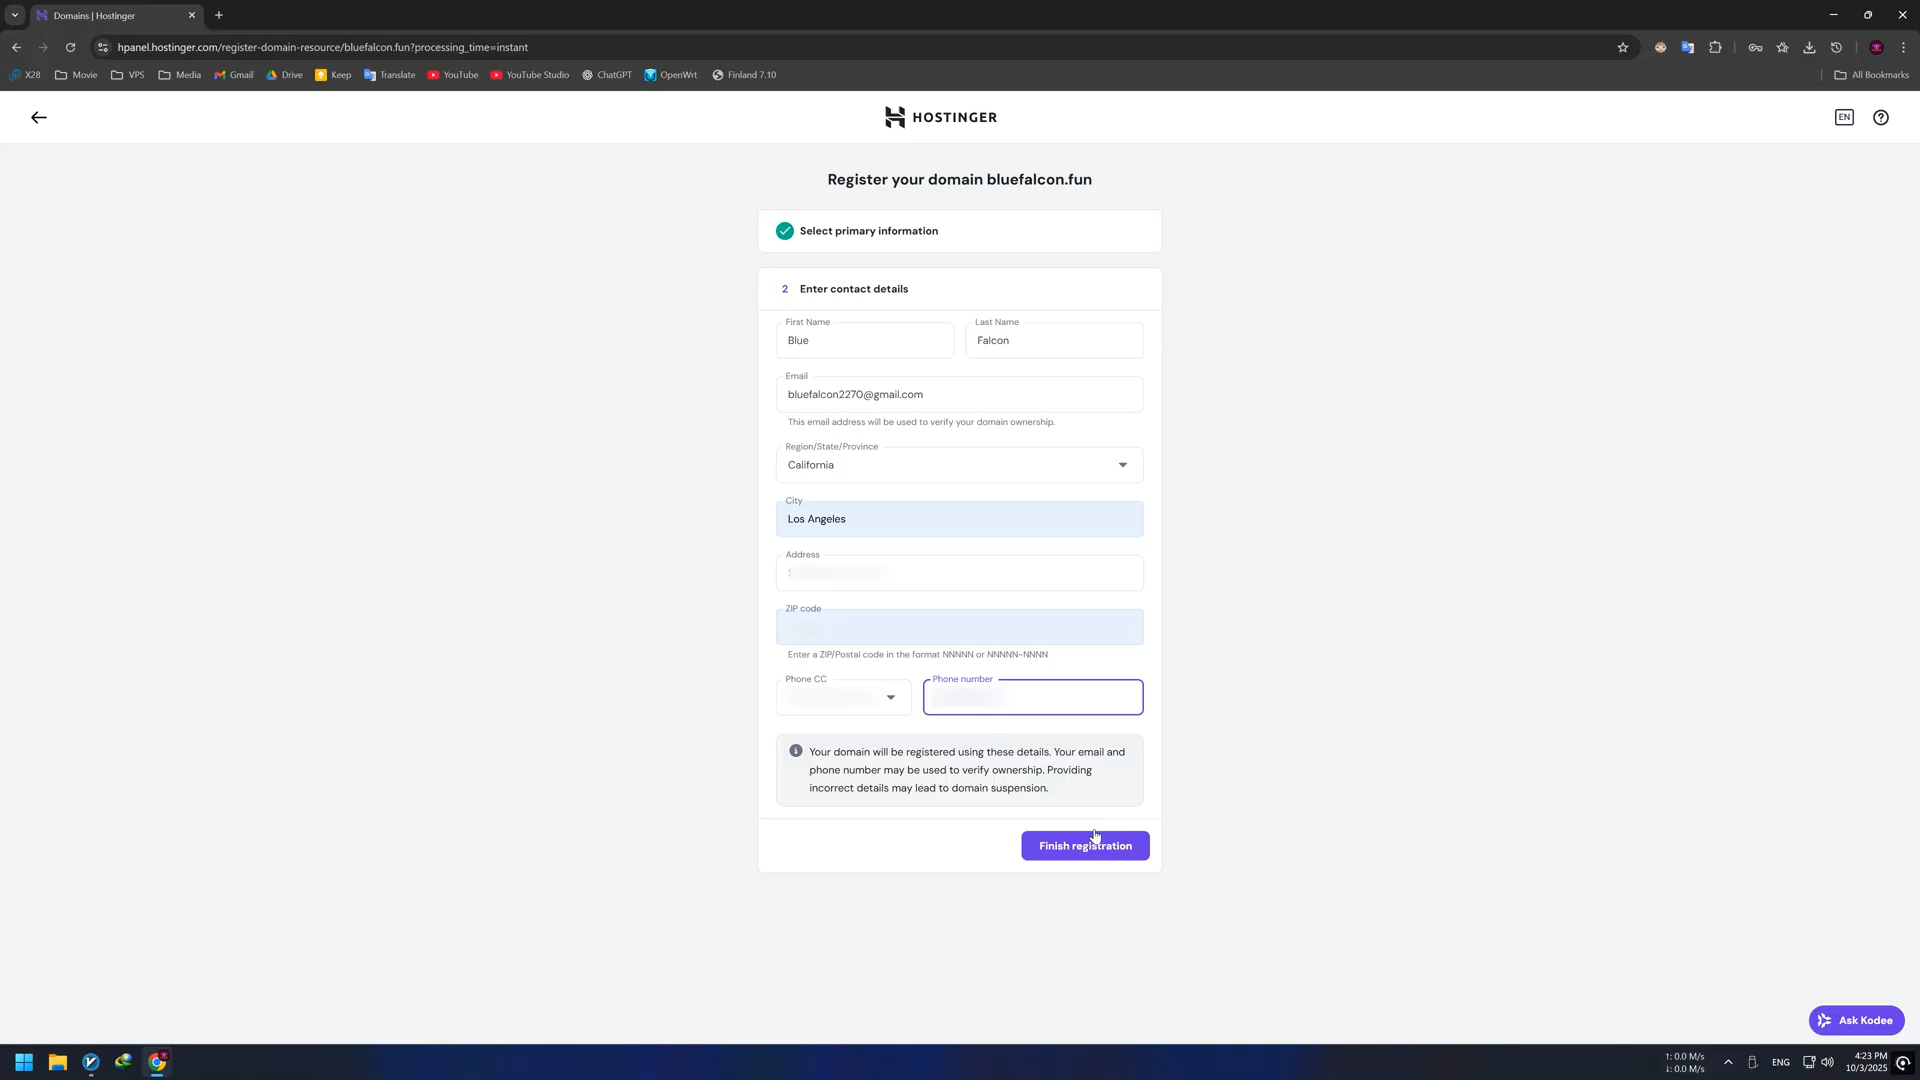 Domains | Hostinger
hpanel.hostinger.com/register-domain-resource/bluefalcon.fun?processing_time=instant
X28 Movie VPS Media Gmail Drive Keep Translate YouTube YouTube Studio ChatGPT OpenWrt Finland 7.10 All Bookmarks
HOSTINGER
EN
Register your domain bluefalcon.fun
Select primary information
2 Enter contact details
First Name Last Name
Blue Falcon
Email
bluefalcon2270@gmail.com
This email address will be used to verify your domain ownership.
Region/State/Province
California
City
Los Angeles
Address
ZIP code
Enter a ZIP/Postal code in the format NNNNN or NNNNN-NNNN
Phone CC Phone number
Your domain will be registered using these details. Your email and
phone number may be used to verify ownership. Providing
incorrect details may lead to domain suspension.
Finish registration
Ask Kodee
↑: 0.0 M/s
↓: 0.0 M/s
ENG
4:23 PM
10/3/2025